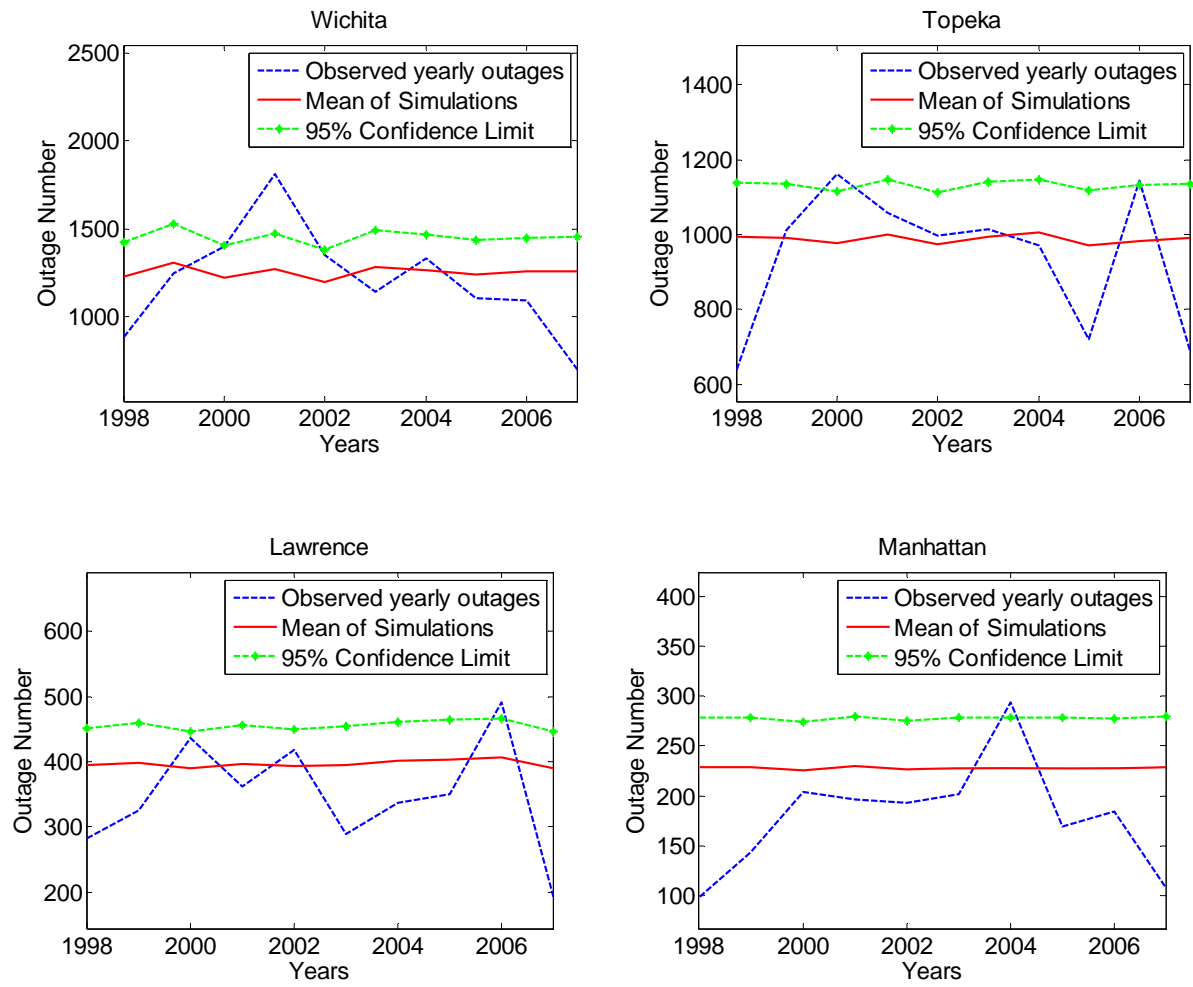 Wichita
2500
2000
1500
1000
Outage Number
Observed yearly outages
Mean of Simulations
95% Confidence Limit
1998 2000 2002 2004 2006
Years
Topeka
1400
1200
1000
800
600
Outage Number
Observed yearly outages
Mean of Simulations
95% Confidence Limit
1998 2000 2002 2004 2006
Years
Lawrence
600
500
400
300
200
Outage Number
Observed yearly outages
Mean of Simulations
95% Confidence Limit
1998 2000 2002 2004 2006
Years
Manhattan
400
350
300
250
200
150
100
Outage Number
Observed yearly outages
Mean of Simulations
95% Confidence Limit
1998 2000 2002 2004 2006
Years